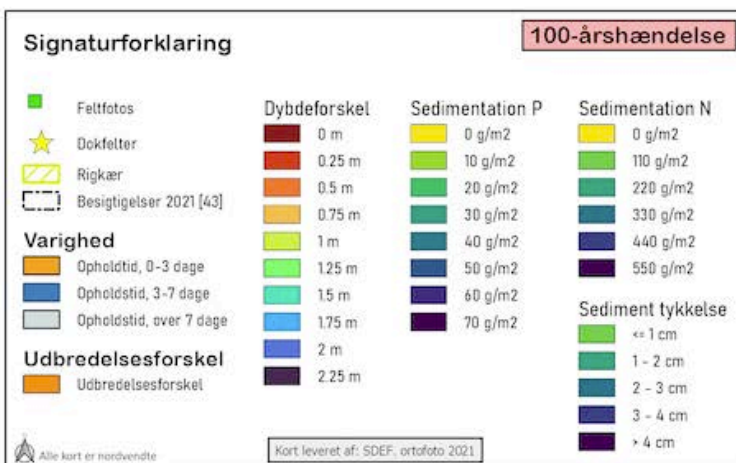 Signaturforklaring
100-årshændelse
Feltfotos
Dokfelter
Rigkær
Besigtigelser 2021 [43]
Varighed
Opholdtid, 0-3 dage
Opholdstid, 3-7 dage
Opholdstid, over 7 dage
Udbredelsesforskel
Udbredelsesforskel
Alle kort er nordvendte
Dybdeforskel
0 m
0.25 m
0.5 m
0.75 m
1 m
1.25 m
1.5 m
1.75 m
2 m
2.25 m
Sedimentation P
0 g/m2
10 g/m2
20 g/m2
30 g/m2
40 g/m2
50 g/m2
60 g/m2
70 g/m2
Sedimentation N
0 g/m2
110 g/m2
220 g/m2
330 g/m2
440 g/m2
550 g/m2
Sediment tykkelse
<= 1 cm
1 - 2 cm
2 - 3 cm
3 - 4 cm
> 4 cm
Kort leveret af: SDEF, ortofoto 2021